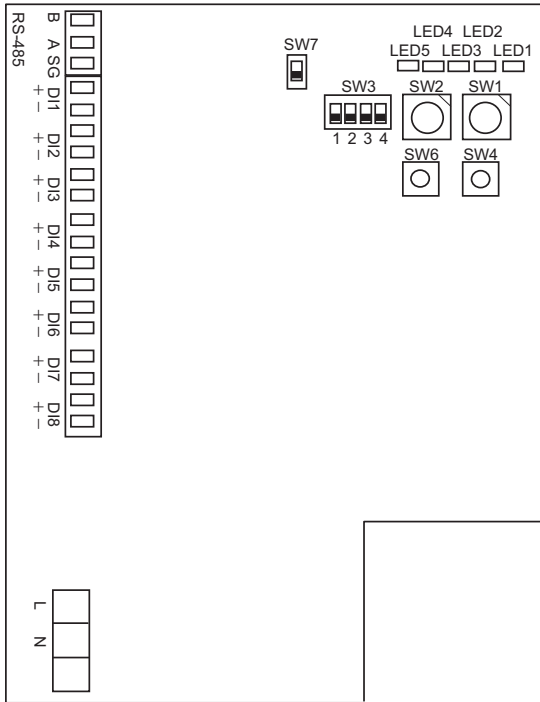 RS-485
B
A
SG
DI1
+ −
DI2
+ −
DI3
+ −
DI4
+ −
DI5
+ −
DI6
+ −
DI7
+ −
DI8
+ −
SW7
LED4 LED2
LED5 LED3 LED1
SW3 SW2 SW1
1 2 3 4
SW6 SW4
L
N